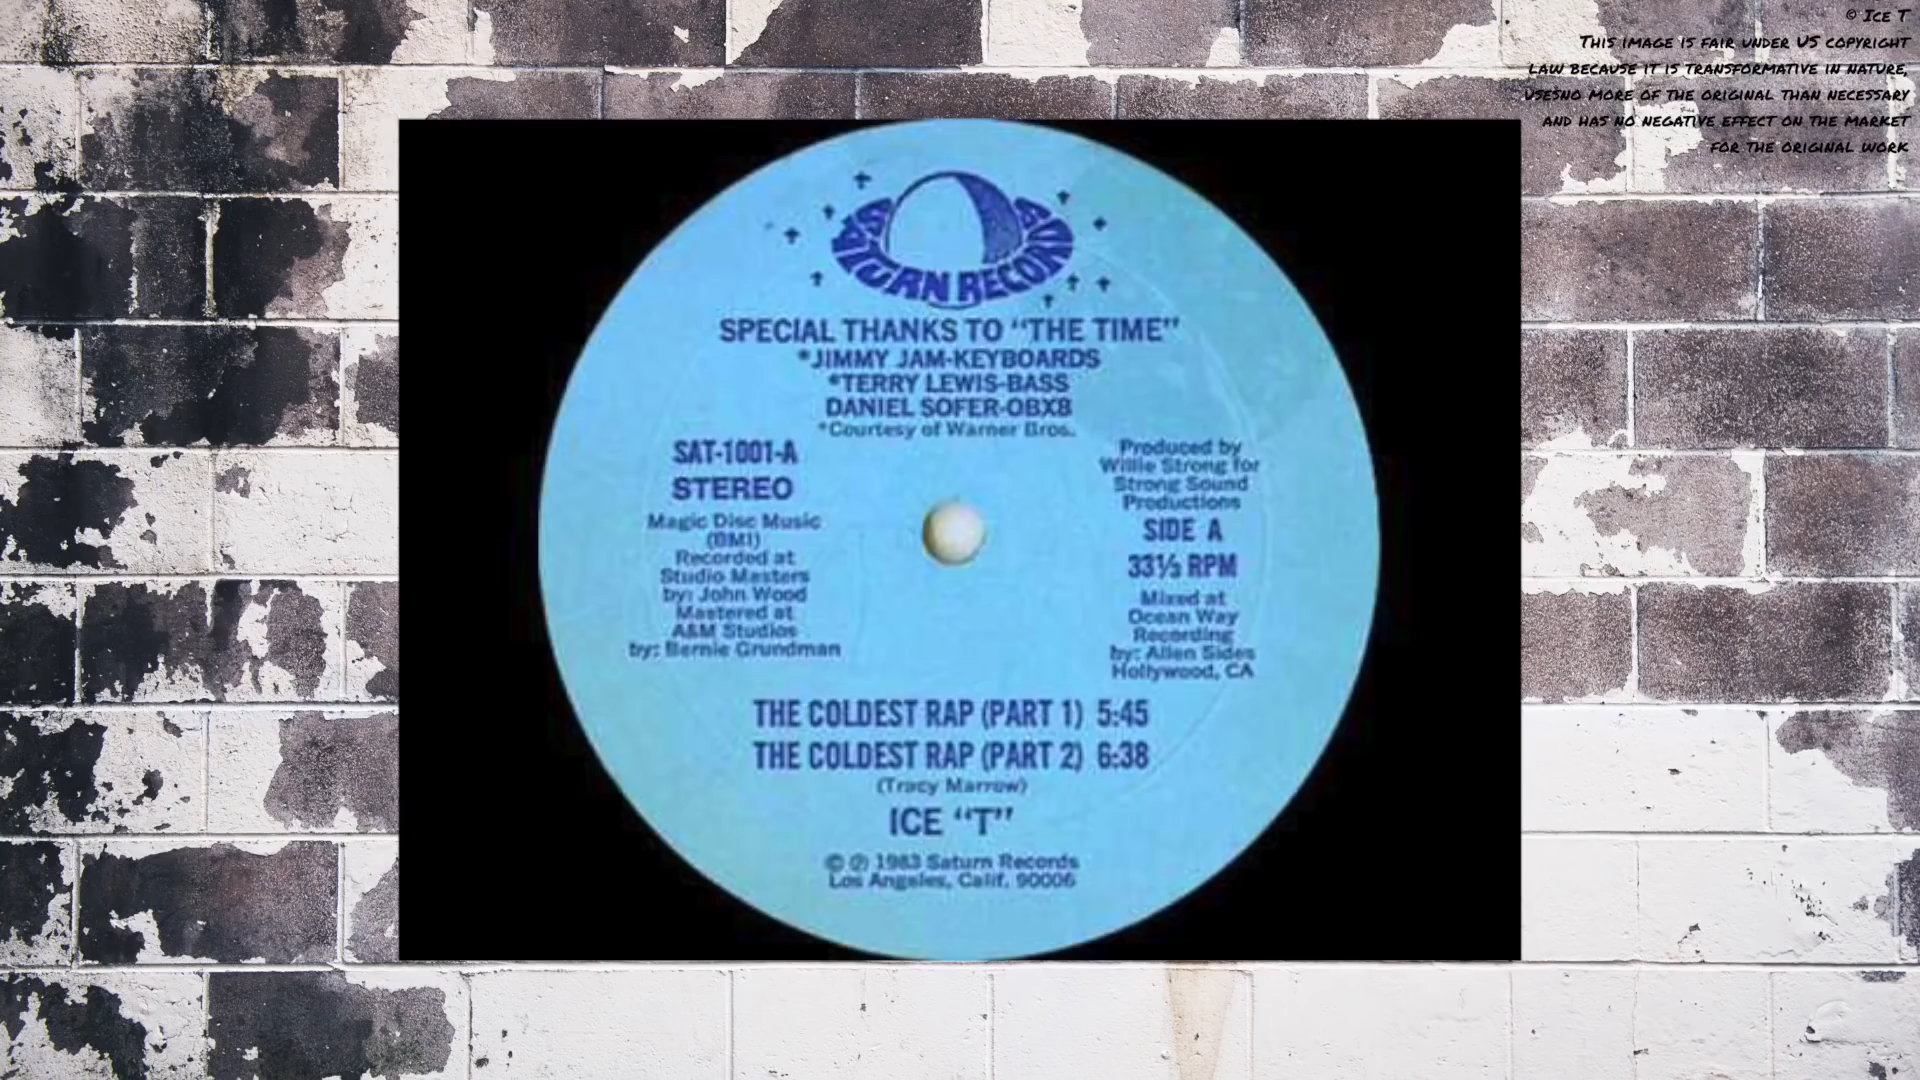 © Ice T
This image is fair under US copyright
law because it is transformative in nature,
usesno more of the original than necessary
and has no negative effect on the market
for the original work
SATURN RECORDS
SPECIAL THANKS TO “THE TIME”
*JIMMY JAM-KEYBOARDS
*TERRY LEWIS-BASS
DANIEL SOFER-OBX8
*Courtesy of Warner Bros.
SAT-1001-A
STEREO
Magic Disc Music
(BMI)
Recorded at
Studio Masters
by: John Wood
Mastered at
A&M Studios
by: Bernie Grundman
Produced by
Willie Strong for
Strong Sound
Productions
SIDE A
33⅓ RPM
Mixed at
Ocean Way
Recording
by: Allen Sides
Hollywood, CA
THE COLDEST RAP (PART 1) 5:45
THE COLDEST RAP (PART 2) 6:38
(Tracy Marrow)
ICE “T”
© ℗ 1983 Saturn Records
Los Angeles, Calif. 90006